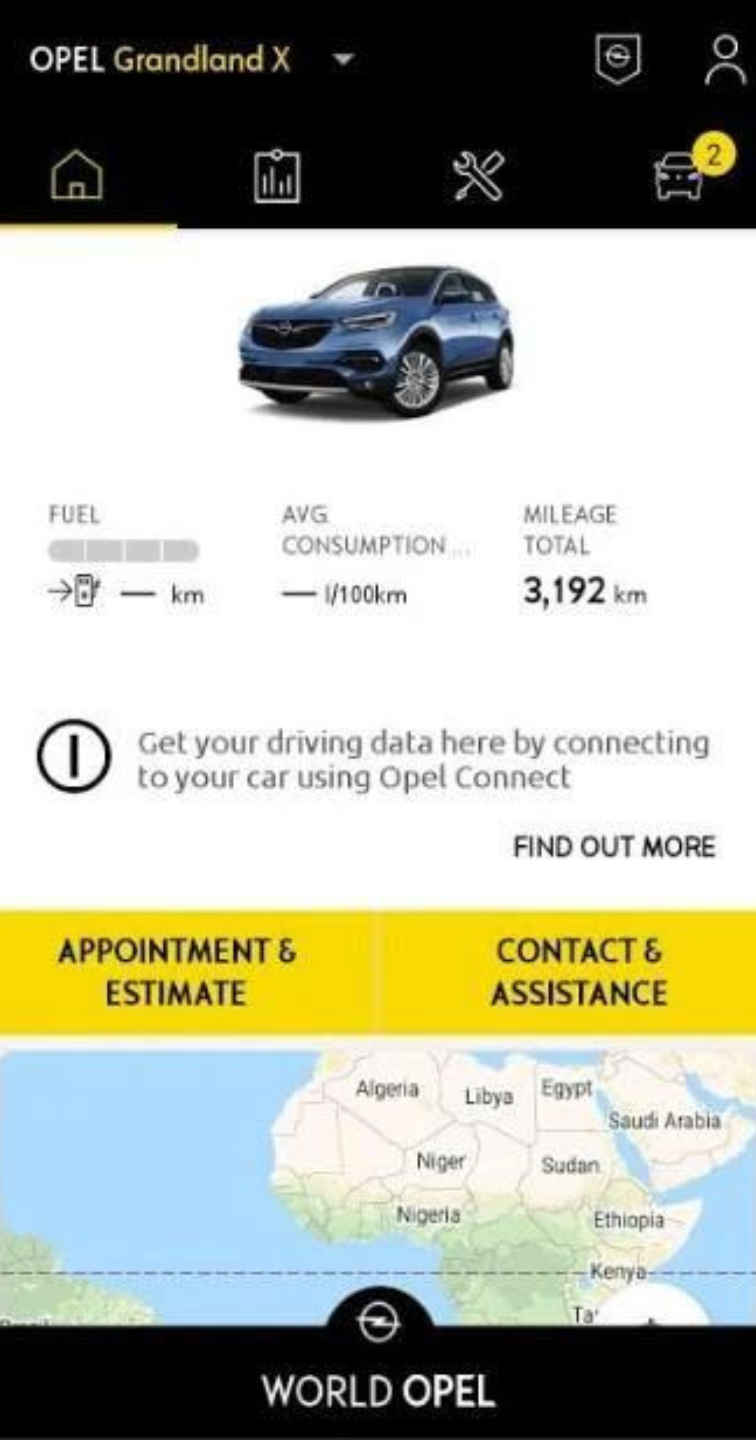 OPEL Grandland X
2
FUEL
— km
AVG.
CONSUMPTION ...
— l/100km
MILEAGE
TOTAL
3,192 km
Get your driving data here by connecting
to your car using Opel Connect
FIND OUT MORE
APPOINTMENT &
ESTIMATE
CONTACT &
ASSISTANCE
Algeria
Libya
Egypt
Saudi Arabia
Niger
Sudan
Nigeria
Ethiopia
Kenya
WORLD OPEL